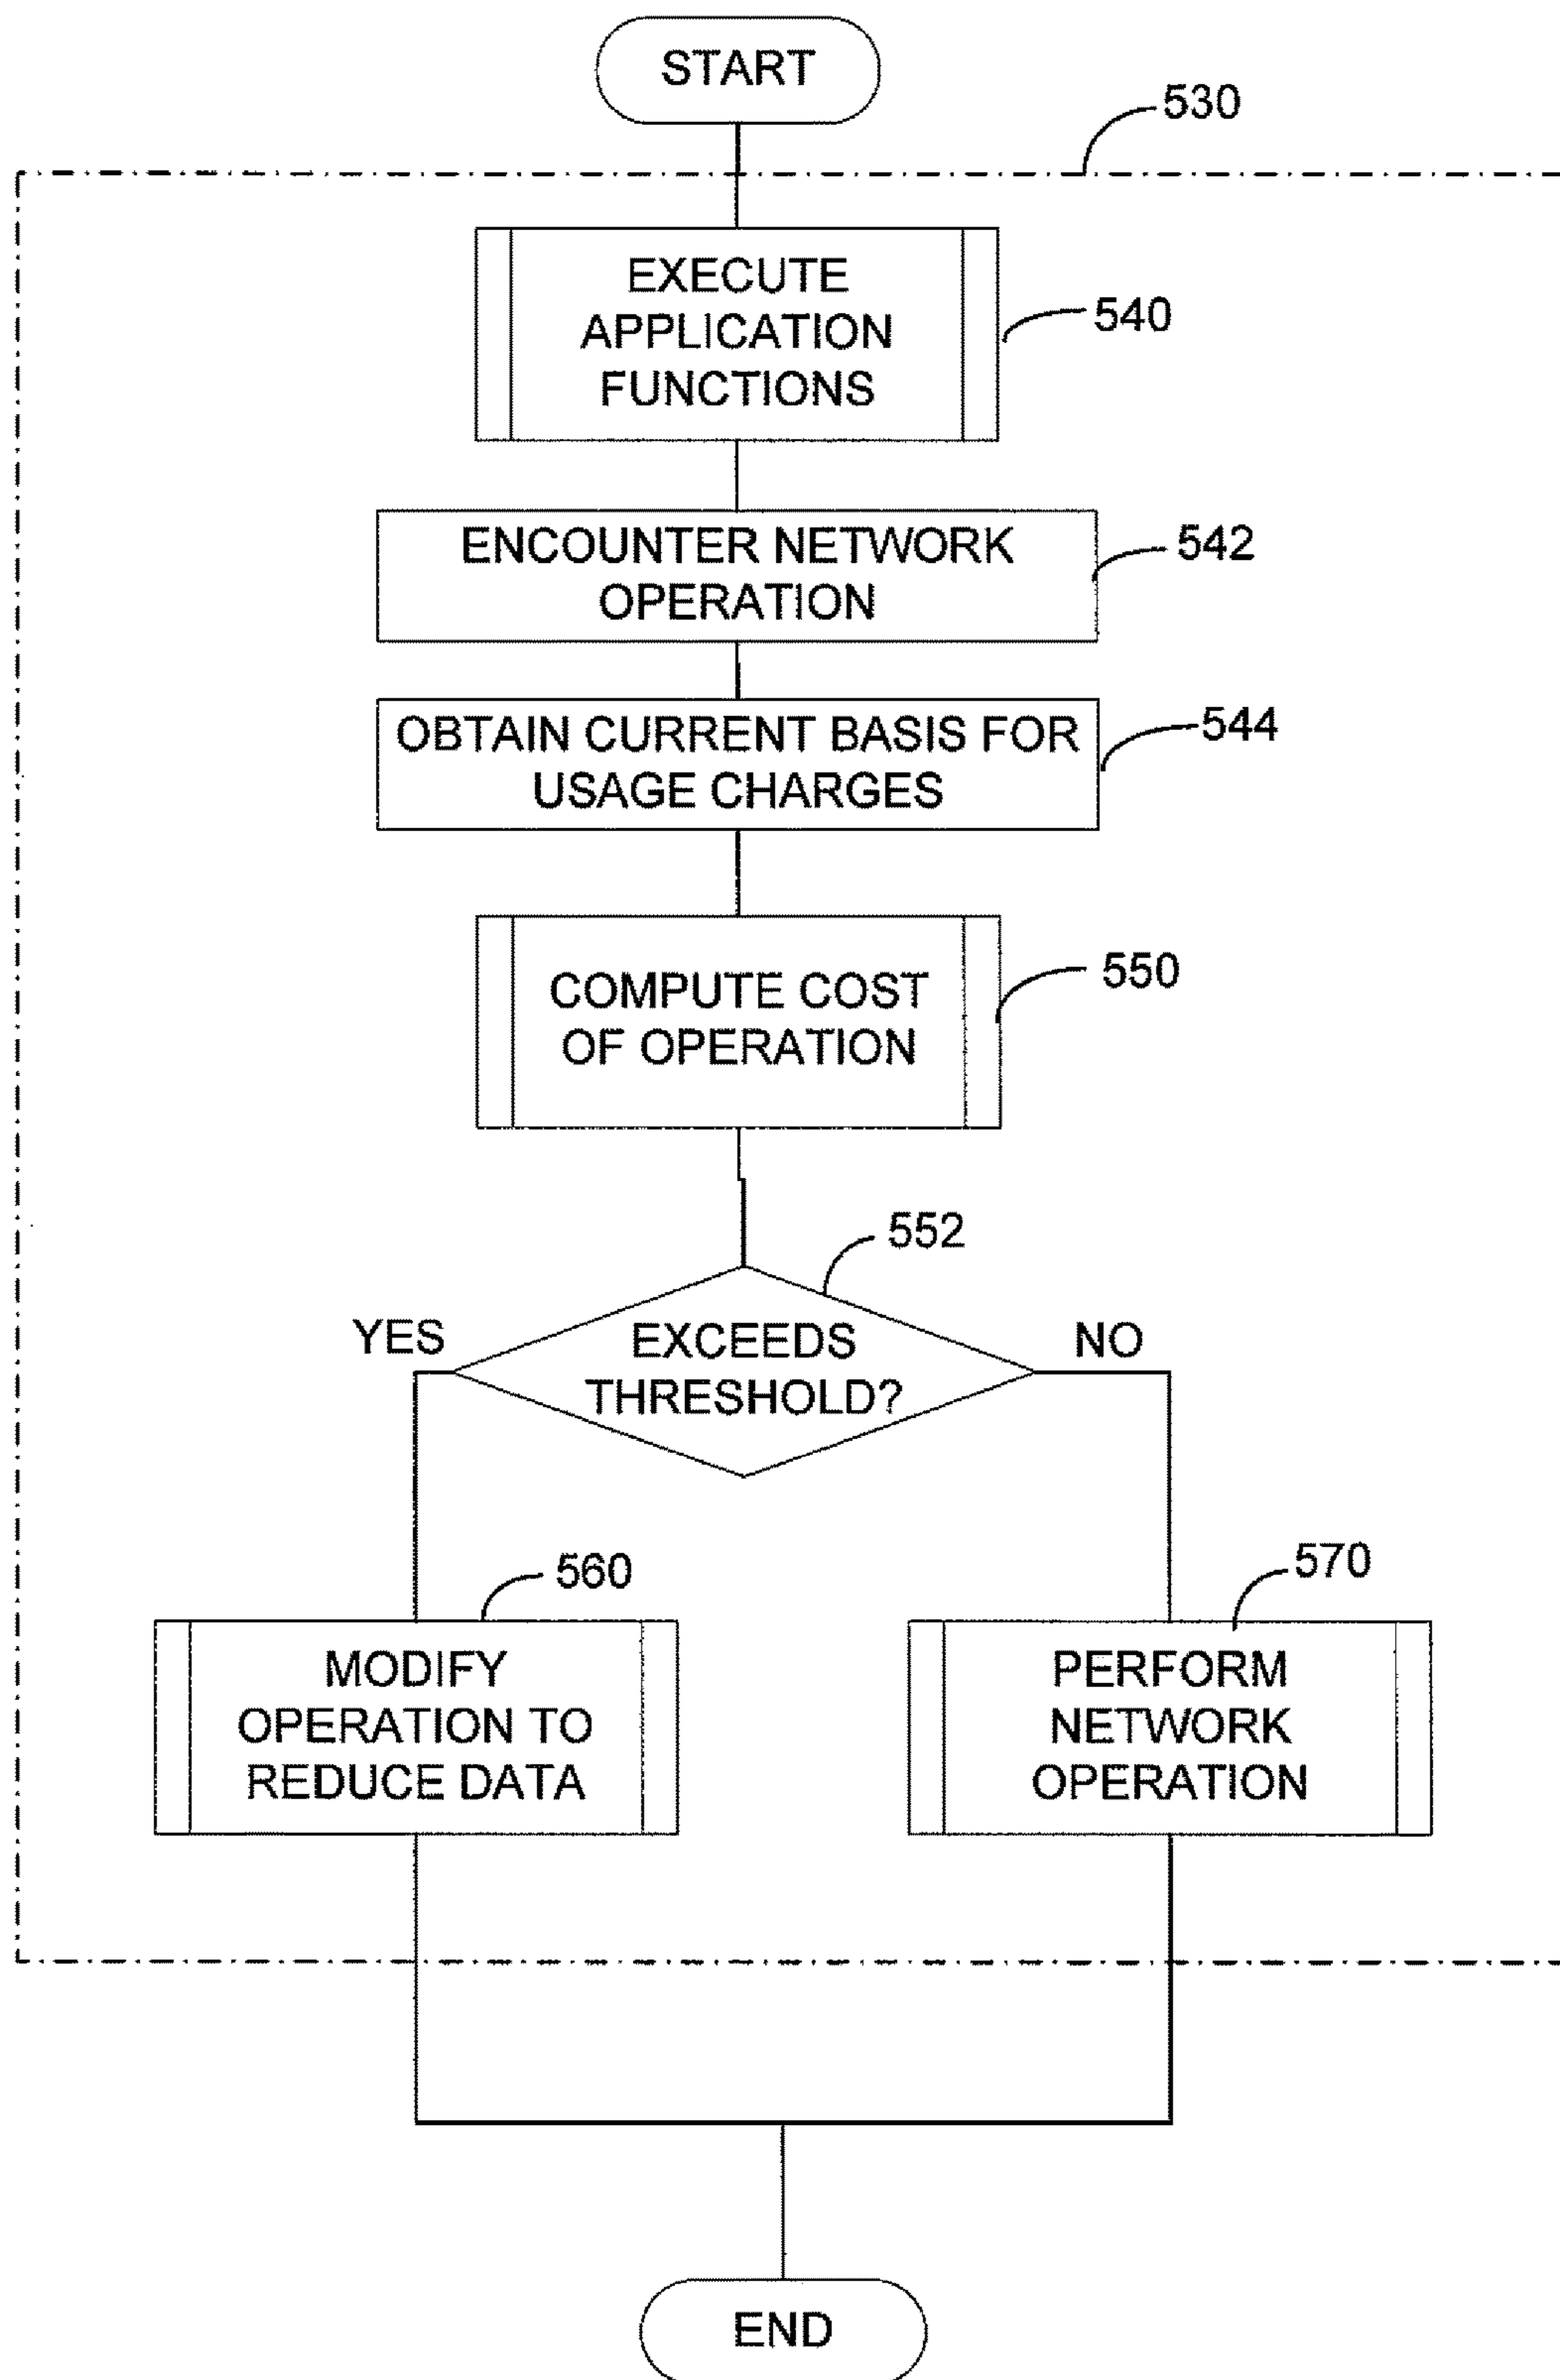 START
530
EXECUTE
APPLICATION
FUNCTIONS
540
ENCOUNTER NETWORK
OPERATION
542
OBTAIN CURRENT BASIS FOR
USAGE CHARGES
544
COMPUTE COST
OF OPERATION
550
552
YES
EXCEEDS
THRESHOLD?
NO
560
MODIFY
OPERATION TO
REDUCE DATA
570
PERFORM
NETWORK
OPERATION
END